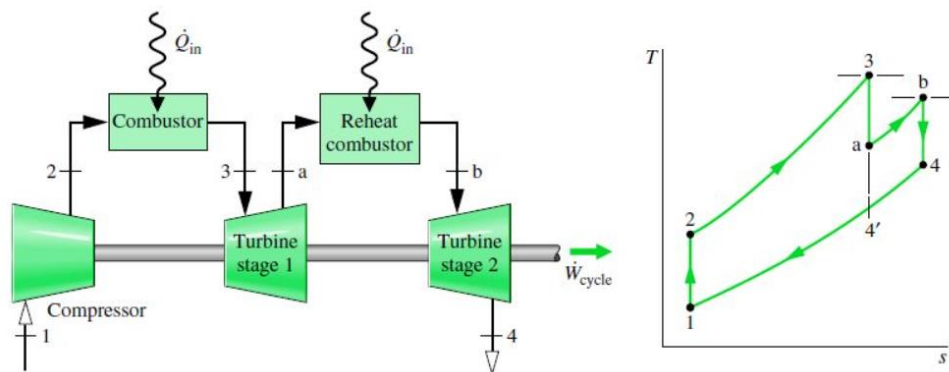 Q̇in
Q̇in
Combustor
Reheat
combustor
2
3
a
b
Turbine
stage 1
Turbine
stage 2
Ẇcycle
Compressor
1
4
T
3
b
a
4
2
4′
1
s